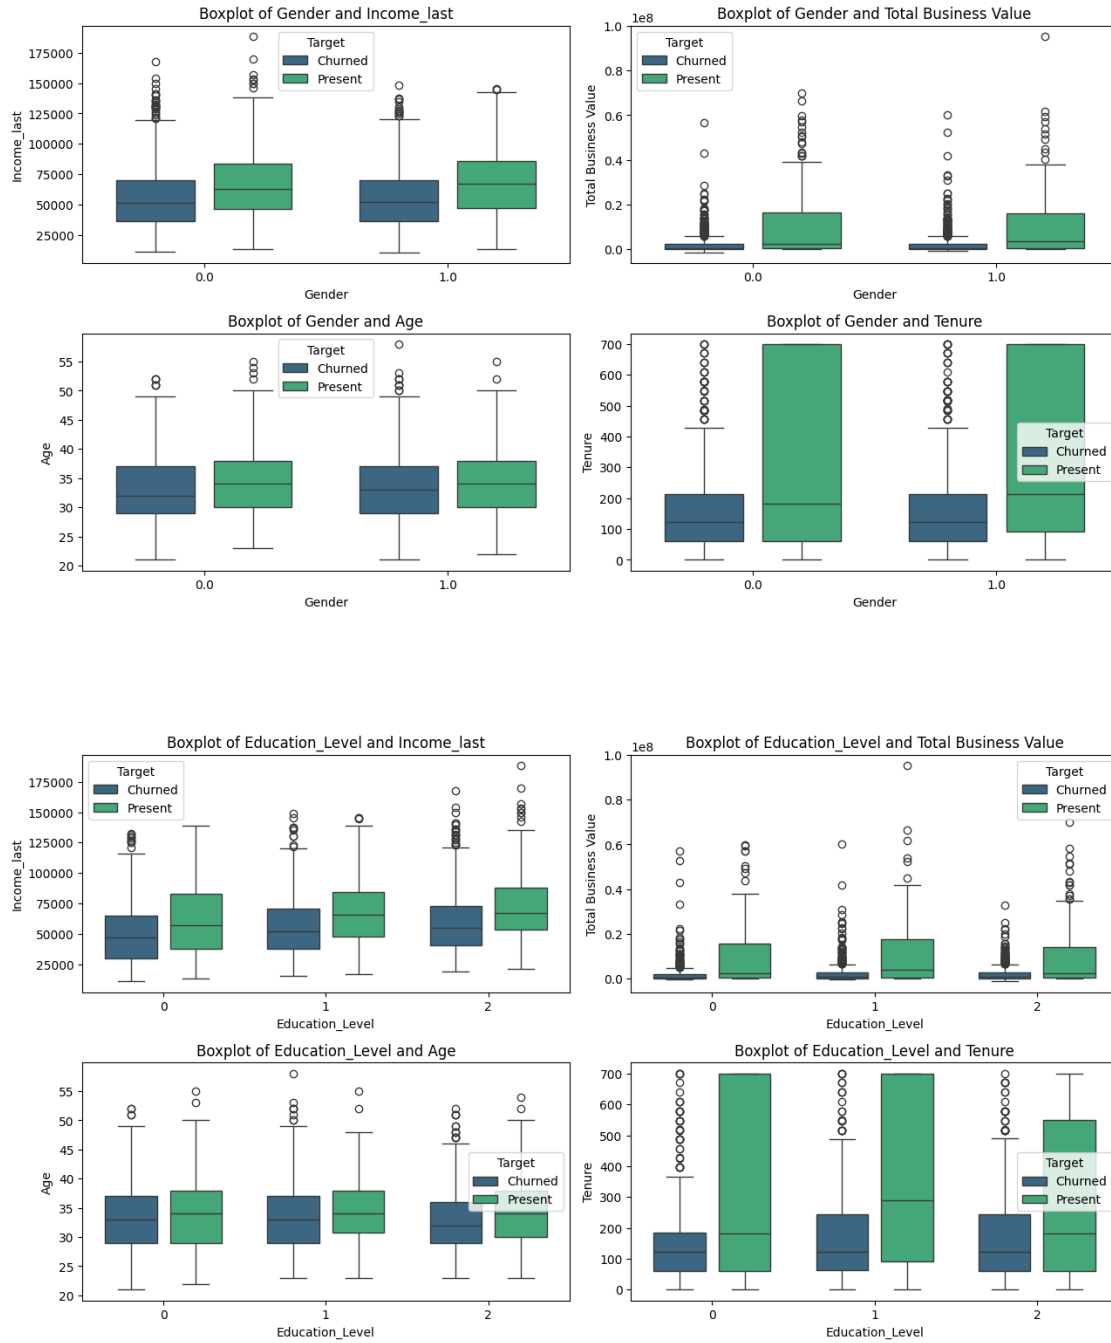 Boxplot of Gender and Income_last
Target
Churned
Present
175000
150000
125000
100000
75000
50000
25000
Income_last
0.0
1.0
Gender
Boxplot of Gender and Total Business Value
1e8
Target
Churned
Present
1.0
0.8
0.6
0.4
0.2
0.0
Total Business Value
0.0
1.0
Gender
Boxplot of Gender and Age
Target
Churned
Present
55
50
45
40
35
30
25
20
Age
0.0
1.0
Gender
Boxplot of Gender and Tenure
700
600
500
400
300
200
100
0
Tenure
Target
Churned
Present
0.0
1.0
Gender
Boxplot of Education_Level and Income_last
Target
Churned
Present
175000
150000
125000
100000
75000
50000
25000
Income_last
0
1
2
Education_Level
Boxplot of Education_Level and Total Business Value
1e8
Target
Churned
Present
1.0
0.8
0.6
0.4
0.2
0.0
Total Business Value
0
1
2
Education_Level
Boxplot of Education_Level and Age
55
50
45
40
35
30
25
20
Age
Target
Churned
Present
0
1
2
Education_Level
Boxplot of Education_Level and Tenure
700
600
500
400
300
200
100
0
Tenure
Target
Churned
Present
0
1
2
Education_Level